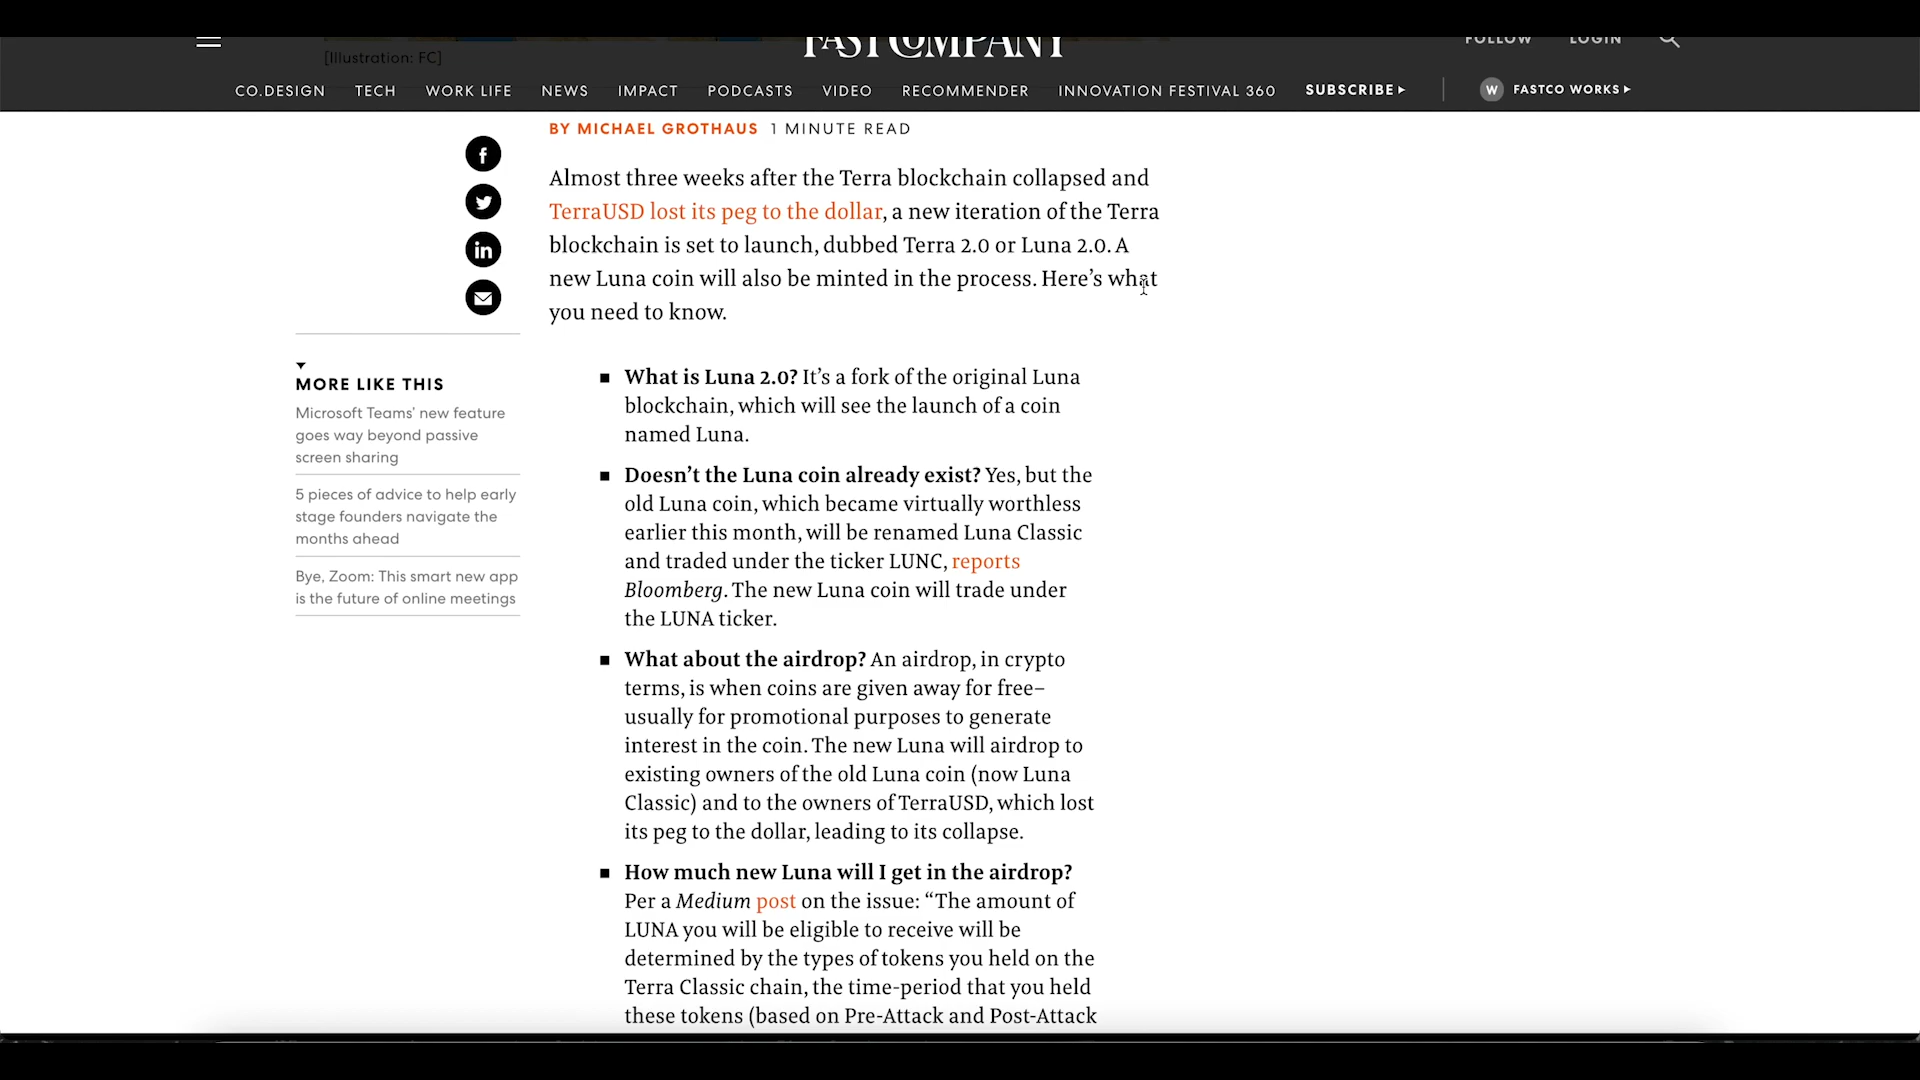 [Illustration: FC]
FAST COMPANY
FOLLOW
LOGIN
CO.DESIGN
TECH
WORK LIFE
NEWS
IMPACT
PODCASTS
VIDEO
RECOMMENDER
INNOVATION FESTIVAL 360
SUBSCRIBE
W
FASTCO WORKS
BY MICHAEL GROTHAUS 1 MINUTE READ
Almost three weeks after the Terra blockchain collapsed and
TerraUSD lost its peg to the dollar, a new iteration of the Terra
blockchain is set to launch, dubbed Terra 2.0 or Luna 2.0. A
new Luna coin will also be minted in the process. Here’s what
you need to know.
MORE LIKE THIS
Microsoft Teams’ new feature
goes way beyond passive
screen sharing
5 pieces of advice to help early
stage founders navigate the
months ahead
Bye, Zoom: This smart new app
is the future of online meetings
What is Luna 2.0? It’s a fork of the original Luna
blockchain, which will see the launch of a coin
named Luna.
Doesn’t the Luna coin already exist? Yes, but the
old Luna coin, which became virtually worthless
earlier this month, will be renamed Luna Classic
and traded under the ticker LUNC, reports
Bloomberg. The new Luna coin will trade under
the LUNA ticker.
What about the airdrop? An airdrop, in crypto
terms, is when coins are given away for free–
usually for promotional purposes to generate
interest in the coin. The new Luna will airdrop to
existing owners of the old Luna coin (now Luna
Classic) and to the owners of TerraUSD, which lost
its peg to the dollar, leading to its collapse.
How much new Luna will I get in the airdrop?
Per a Medium post on the issue: “The amount of
LUNA you will be eligible to receive will be
determined by the types of tokens you held on the
Terra Classic chain, the time-period that you held
these tokens (based on Pre-Attack and Post-Attack